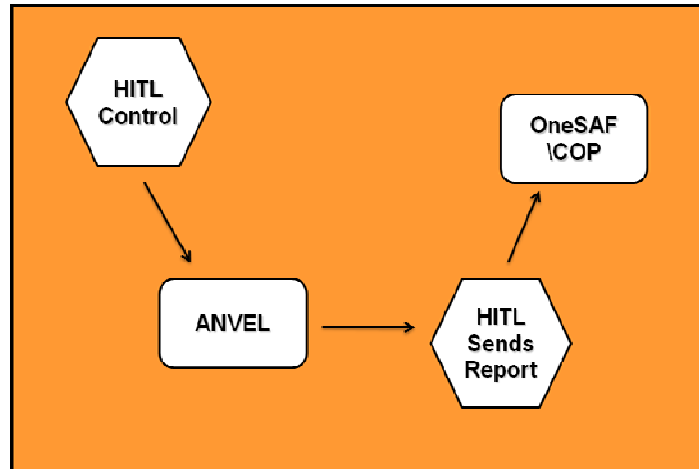 HITL
Control
OneSAF
\COP
ANVEL
HITL
Sends
Report